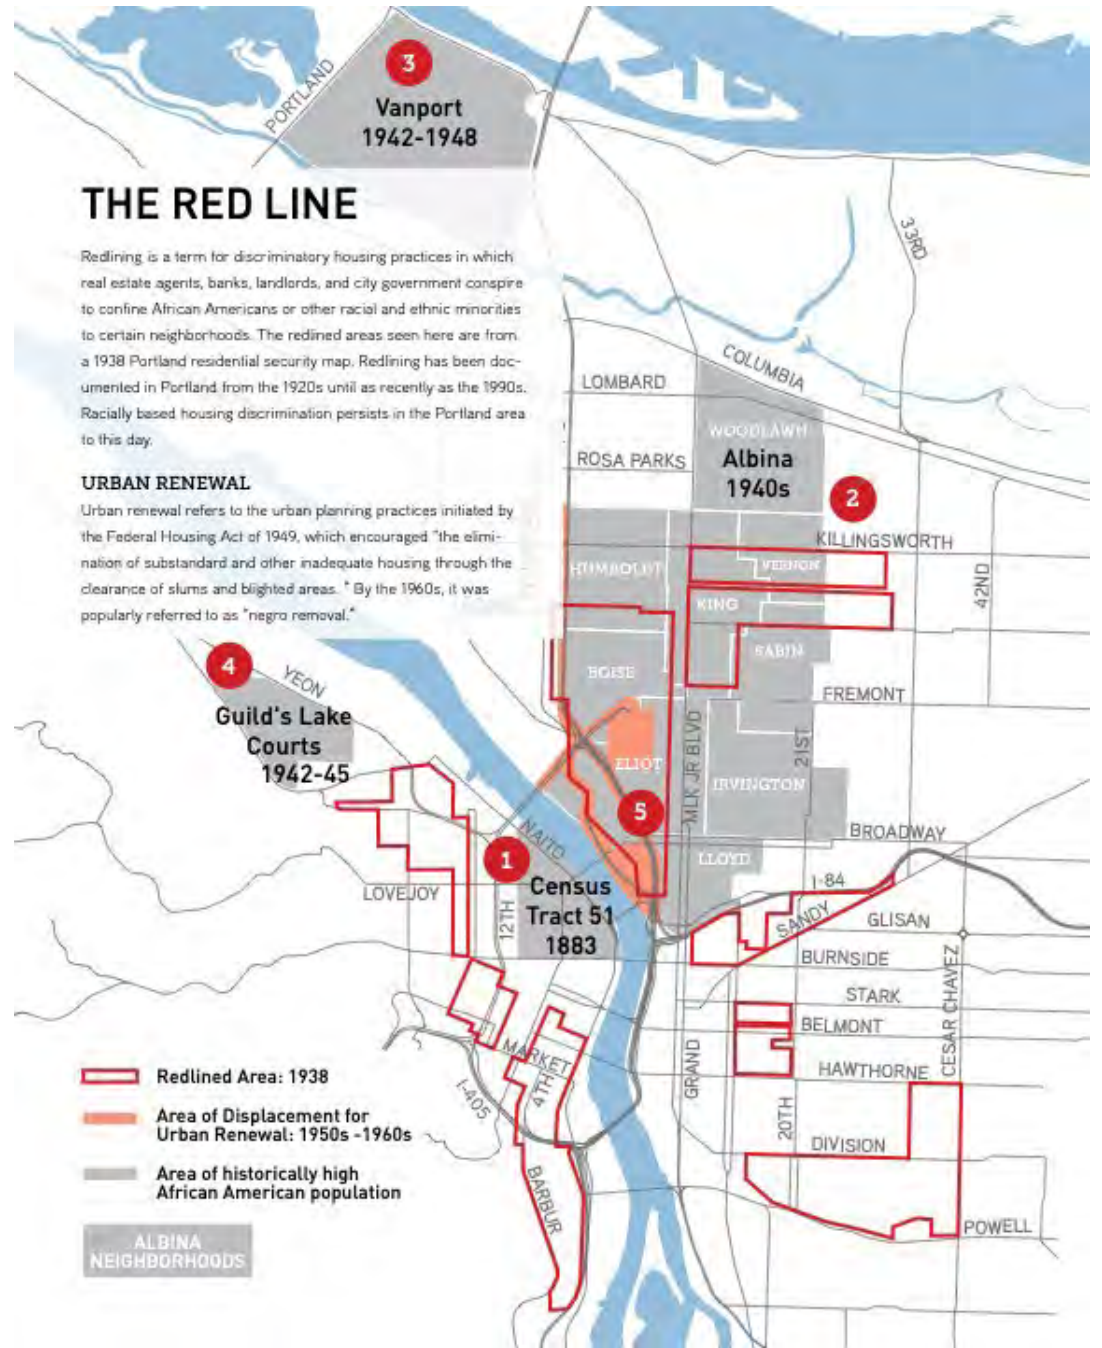 3
PORTLAND
Vanport
1942-1948
THE RED LINE
Redlining is a term for discriminatory housing practices in which
real estate agents, banks, landlords, and city government conspire
to confine African Americans or other racial and ethnic minorities
to certain neighborhoods. The redlined areas seen here are from
a 1938 Portland residential security map. Redlining has been doc-
umented in Portland from the 1920s until as recently as the 1990s.
Racially based housing discrimination persists in the Portland area
to this day.
URBAN RENEWAL
Urban renewal refers to the urban planning practices initiated by
the Federal Housing Act of 1949, which encouraged "the elimi-
nation of substandard and other inadequate housing through the
clearance of slums and blighted areas. " By the 1960s, it was
popularly referred to as "negro removal."
33RD
COLUMBIA
LOMBARD
WOODLAWN
ROSA PARKS
Albina
1940s
2
KILLINGSWORTH
HUMBOLDT
VERNON
42ND
KING
SABIN
BOISE
FREMONT
4
YEON
Guild's Lake
Courts
1942-45
MLK JR BLVD
21ST
ELIOT
IRVINGTON
5
NAITO
BROADWAY
1
LLOYD
I-84
LOVEJOY
Census
Tract 51
1883
12TH
SANDY
GLISAN
BURNSIDE
CESAR CHAVEZ
STARK
BELMONT
MARKET
GRAND
HAWTHORNE
4TH
I-405
20TH
DIVISION
BARBUR
POWELL
Redlined Area: 1938
Area of Displacement for
Urban Renewal: 1950s -1960s
Area of historically high
African American population
ALBINA
NEIGHBORHOODS